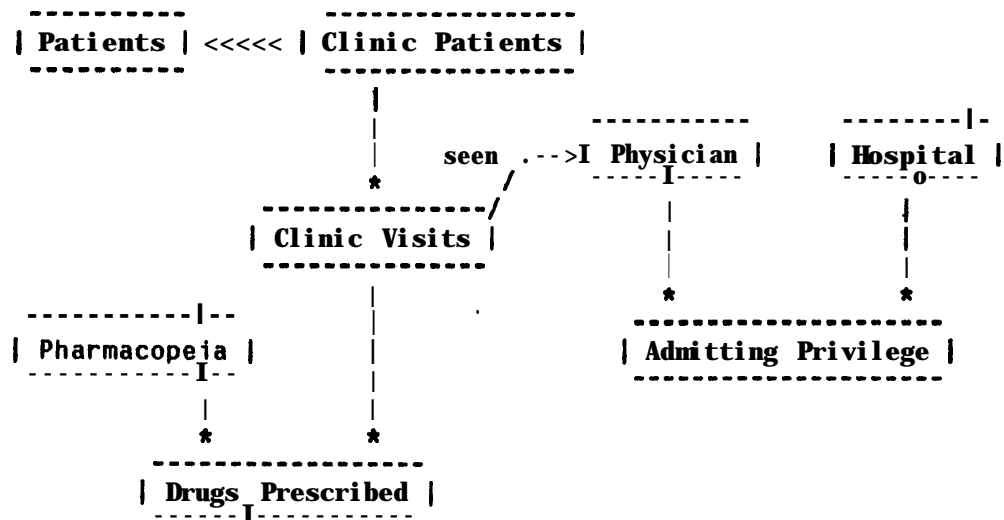 Patients <<<<< Clinic Patients
seen .--> Physician Hospital
* 
Clinic Visits
* *
Pharmacopeia Admitting Privilege
* *
Drugs Prescribed